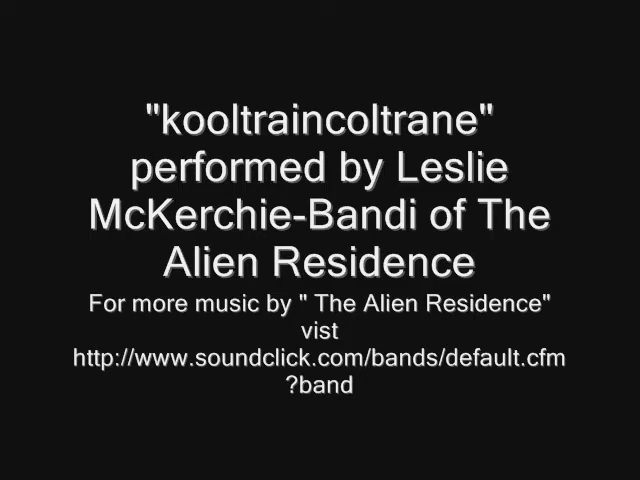 "kooltraincoltrane"
performed by Leslie
McKerchie-Bandi of The
Alien Residence
For more music by " The Alien Residence"
vist
http://www.soundclick.com/bands/default.cfm
?band